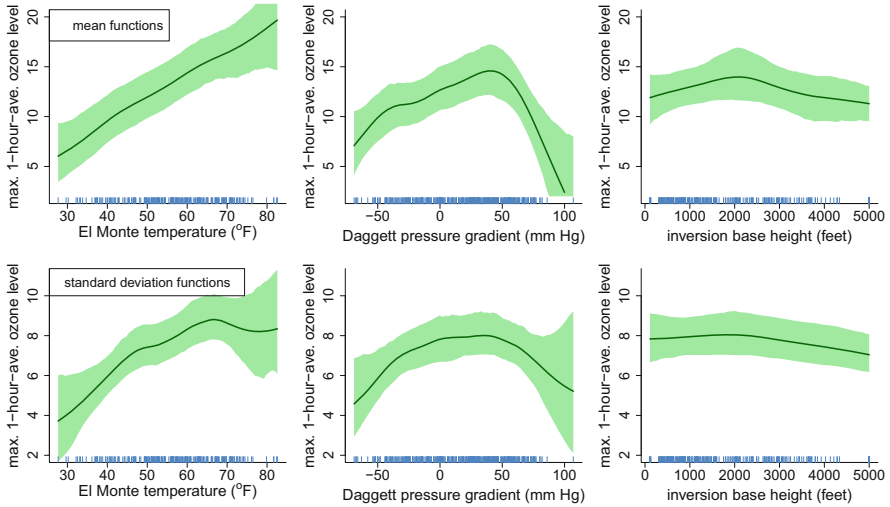 mean functions
max. 1−hour−ave. ozone level
5 10 15 20
30 40 50 60 70 80
El Monte temperature (°F)
max. 1−hour−ave. ozone level
5 10 15 20
−50 0 50 100
Daggett pressure gradient (mm Hg)
max. 1−hour−ave. ozone level
5 10 15 20
0 1000 2000 3000 4000 5000
inversion base height (feet)
standard deviation functions
max. 1−hour−ave. ozone level
2 4 6 8 10
30 40 50 60 70 80
El Monte temperature (°F)
max. 1−hour−ave. ozone level
2 4 6 8 10
−50 0 50 100
Daggett pressure gradient (mm Hg)
max. 1−hour−ave. ozone level
2 4 6 8 10
0 1000 2000 3000 4000 5000
inversion base height (feet)